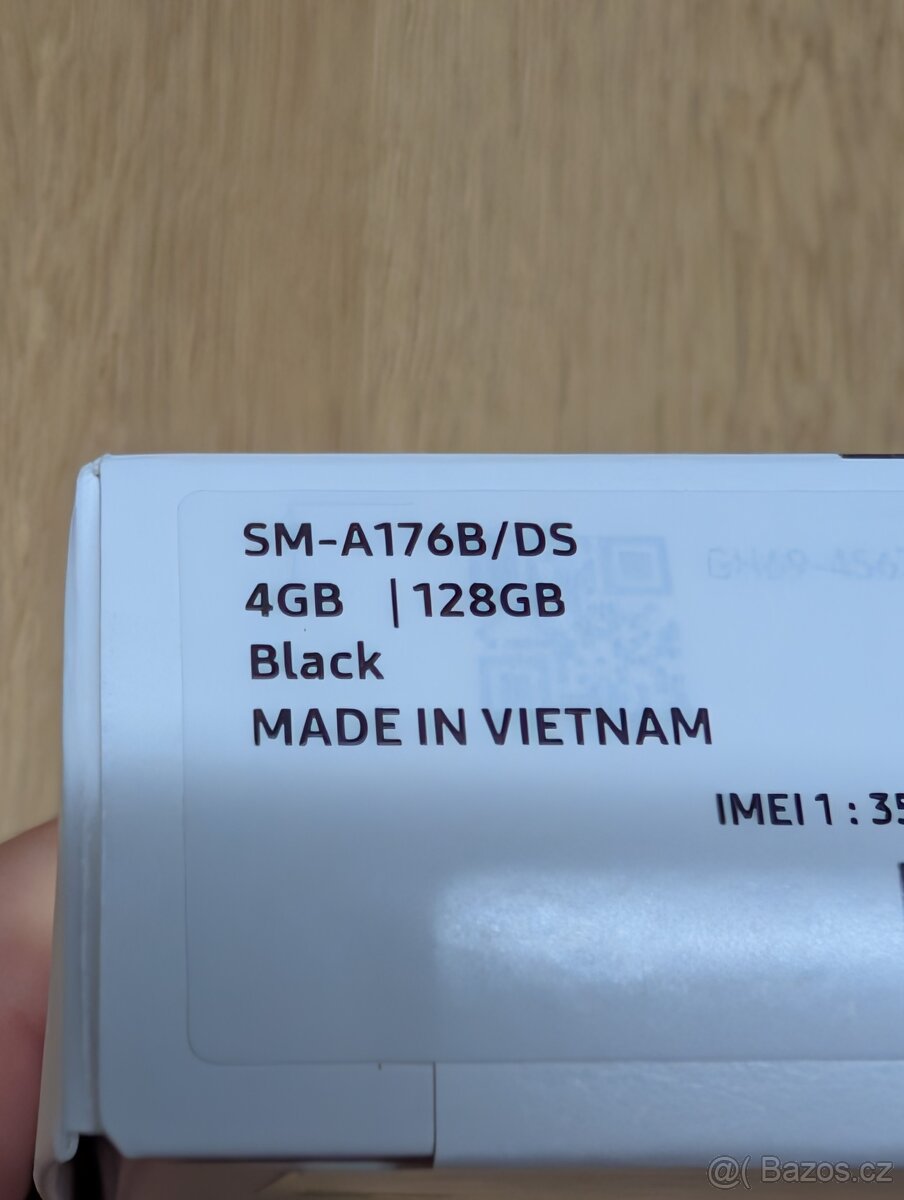 SM-A176B/DS
4GB | 128GB
Black
MADE IN VIETNAM
IMEI 1 : 35
@( Bazos.cz